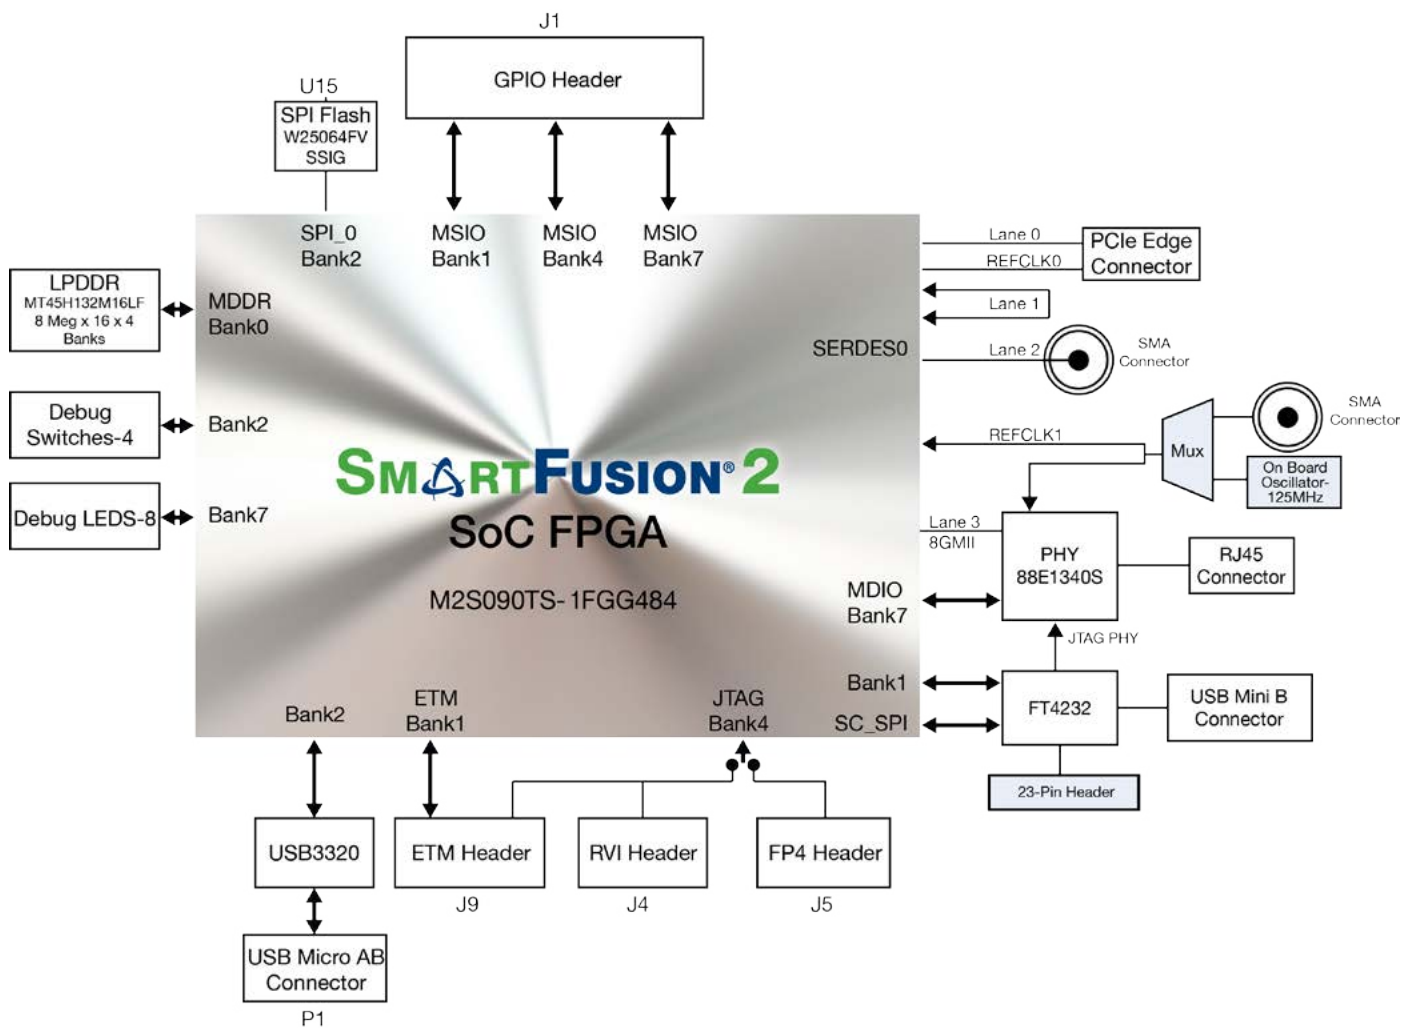 J1
GPIO Header
U15
SPI Flash
W25064FV
SSIG
SPI_0
Bank2
MSIO
Bank1
MSIO
Bank4
MSIO
Bank7
LPDDR
MT45H132M16LF
8 Meg x 16 x 4
Banks
MDDR
Bank0
Debug
Switches-4
Bank2
Debug LEDS-8
Bank7
SMARTFUSION® 2
SoC FPGA
M2S090TS-1FGG484
SERDES0
Lane 0
REFCLK0
PCIe Edge
Connector
Lane 1
Lane 2
SMA
Connector
SMA
Connector
REFCLK1
Mux
On Board
Oscillator-
125MHz
Lane 3
8GMII
PHY
88E1340S
RJ45
Connector
MDIO
Bank7
JTAG PHY
Bank1
SC_SPI
FT4232
USB Mini B
Connector
23-Pin Header
Bank2
ETM
Bank1
JTAG
Bank4
USB3320
ETM Header
RVI Header
FP4 Header
J9
J4
J5
USB Micro AB
Connector
P1